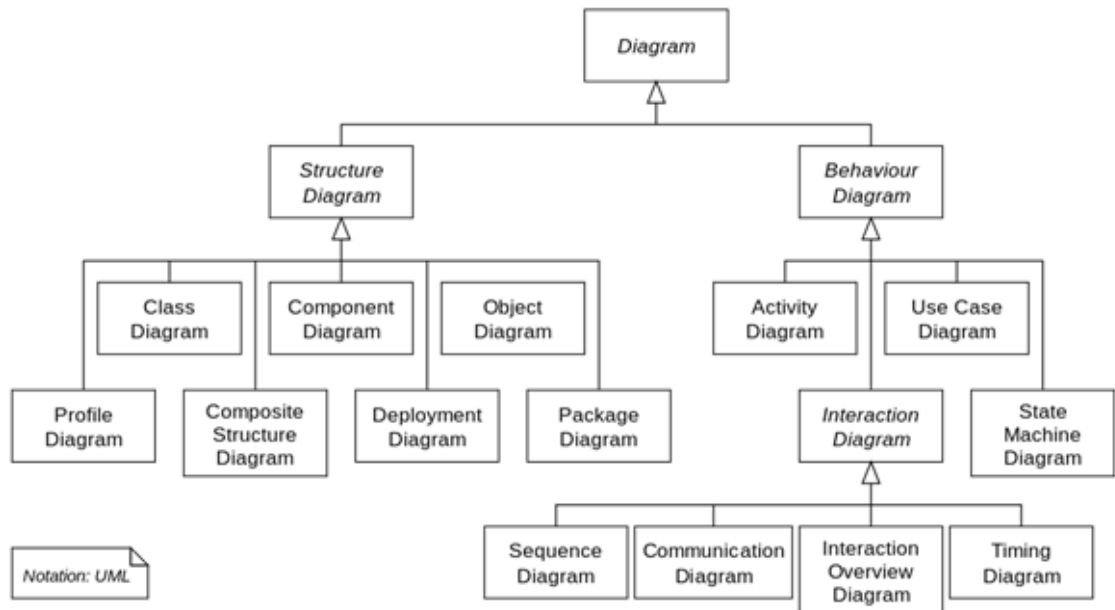 Diagram
Structure
Diagram
Behaviour
Diagram
Class
Diagram
Component
Diagram
Object
Diagram
Activity
Diagram
Use Case
Diagram
Profile
Diagram
Composite
Structure
Diagram
Deployment
Diagram
Package
Diagram
Interaction
Diagram
State
Machine
Diagram
Sequence
Diagram
Communication
Diagram
Interaction
Overview
Diagram
Timing
Diagram
Notation: UML